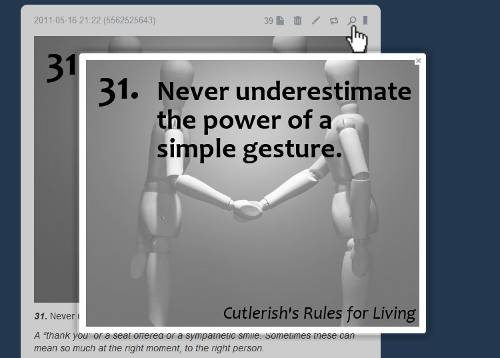 2011-05-16 21:22 (5562525643)
39
31
31. Never underestimate
the power of a
simple gesture.
Cutlerish's Rules for Living
31. Never
A "thank you" or a seat offered or a sympathetic smile. Sometimes these can
mean so much at the right moment, to the right person.